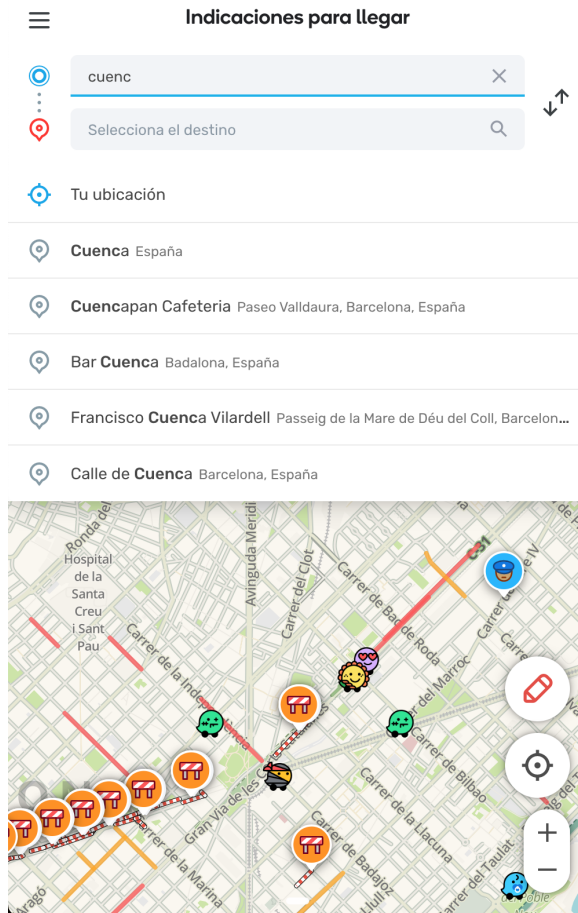 Indicaciones para llegar
cuenc
Selecciona el destino
Tu ubicación
Cuenca España
Cuencapan Cafeteria Paseo Valldaura, Barcelona, España
Bar Cuenca Badalona, España
Francisco Cuenca Vilardell Passeig de la Mare de Déu del Coll, Barcelon...
Calle de Cuenca Barcelona, España
Ronda del
Hospital
de la
Santa
Creu
i Sant
Pau
Avinguda Meridi
Carrer del Clot
C-31
Carrer de Bac de Roda
Carrer de la Independència
Carrer del Marroc
Carrer de Bilbao
Gran Via de les
Carrer de la Llacuna
Carrer de Badajoz
Carrer de la Marina
Carrer del Taulat
Aragó
Llull